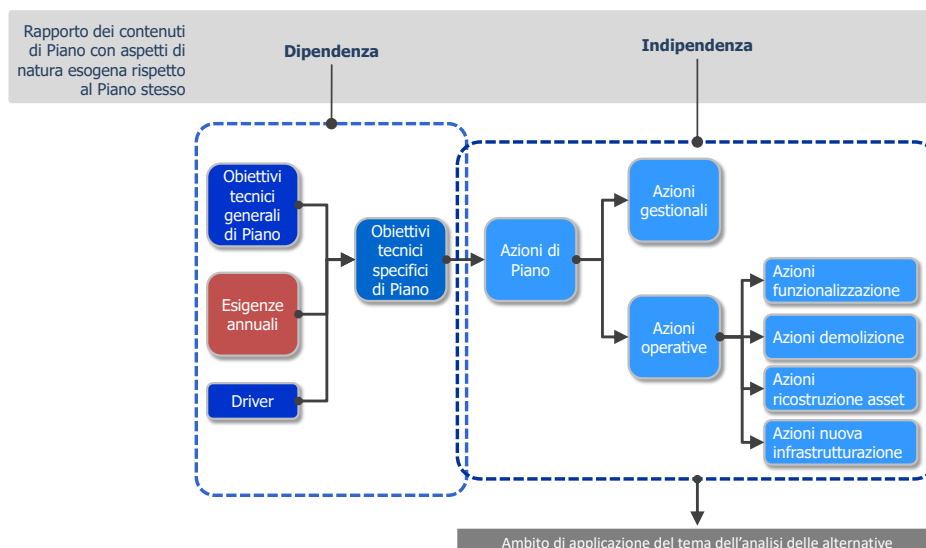 Rapporto dei contenuti
di Piano con aspetti di
natura esogena rispetto
al Piano stesso
Dipendenza
Indipendenza
Obiettivi
tecnici
generali
di Piano
Esigenze
annuali
Driver
Obiettivi
tecnici
specifici
di Piano
Azioni di
Piano
Azioni
gestionali
Azioni
operative
Azioni
funzionalizzazione
Azioni demolizione
Azioni
ricostruzione asset
Azioni nuova
infrastrutturazione
Ambito di applicazione del tema dell'analisi delle alternative